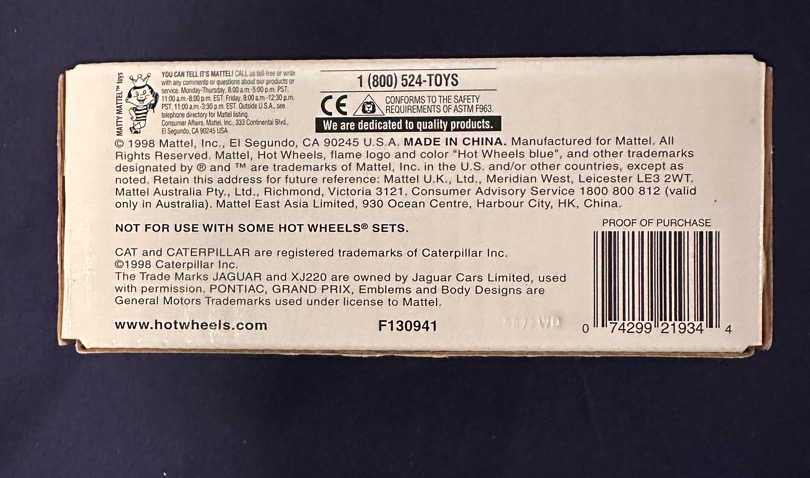 MATTY MATTEL™ toys
YOU CAN TELL IT'S MATTEL! CALL us toll-free or write
with any comments or questions about our products or
service. Monday-Thursday, 8:00 a.m.-5:00 p.m. PST,
11:00 a.m.-8:00 p.m. EST; Friday, 8:00 a.m.-12:30 p.m.
PST, 11:00 a.m.-3:30 p.m. EST. Outside U.S.A., see
telephone directory for Mattel listing.
Consumer Affairs, Mattel, Inc., 333 Continental Blvd.,
El Segundo, CA 90245 USA
1 (800) 524-TOYS
CE
CONFORMS TO THE SAFETY
REQUIREMENTS OF ASTM F963.
We are dedicated to quality products.
© 1998 Mattel, Inc., El Segundo, CA 90245 U.S.A. MADE IN CHINA. Manufactured for Mattel. All
Rights Reserved. Mattel, Hot Wheels, flame logo and color "Hot Wheels blue", and other trademarks
designated by ® and ™ are trademarks of Mattel, Inc. in the U.S. and/or other countries, except as
noted. Retain this address for future reference: Mattel U.K., Ltd., Meridian West, Leicester LE3 2WT.
Mattel Australia Pty., Ltd., Richmond, Victoria 3121. Consumer Advisory Service 1800 800 812 (valid
only in Australia). Mattel East Asia Limited, 930 Ocean Centre, Harbour City, HK, China.
NOT FOR USE WITH SOME HOT WHEELS® SETS.
CAT and CATERPILLAR are registered trademarks of Caterpillar Inc.
©1998 Caterpillar Inc.
The Trade Marks JAGUAR and XJ220 are owned by Jaguar Cars Limited, used
with permission. PONTIAC, GRAND PRIX, Emblems and Body Designs are
General Motors Trademarks used under license to Mattel.
www.hotwheels.com
F130941
PROOF OF PURCHASE
0 74299 21934 4